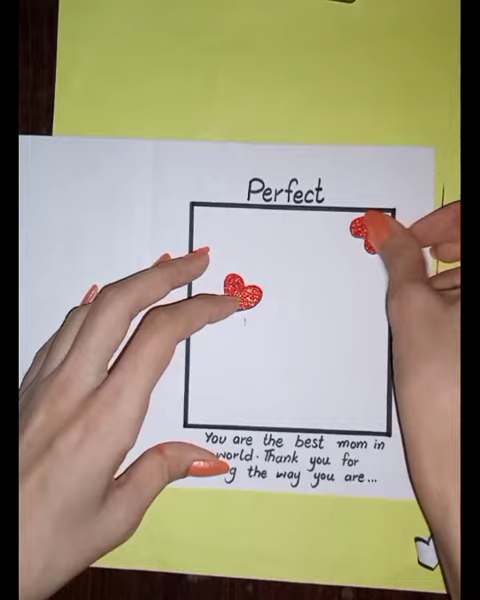 Perfect
You are the best mom in
world. Thank you for
g the way you are...